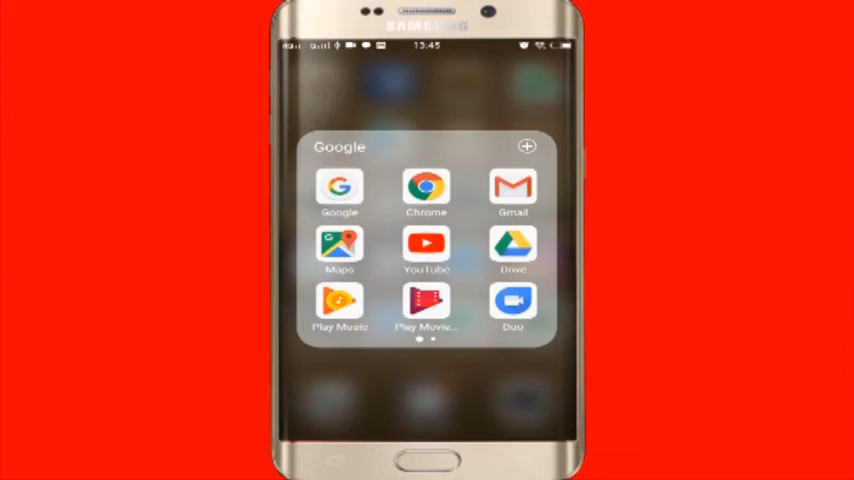 SAMSUNG
13:45
Google
Google Chrome Gmail
Maps YouTube Drive
Play Music Play Movie... Duo